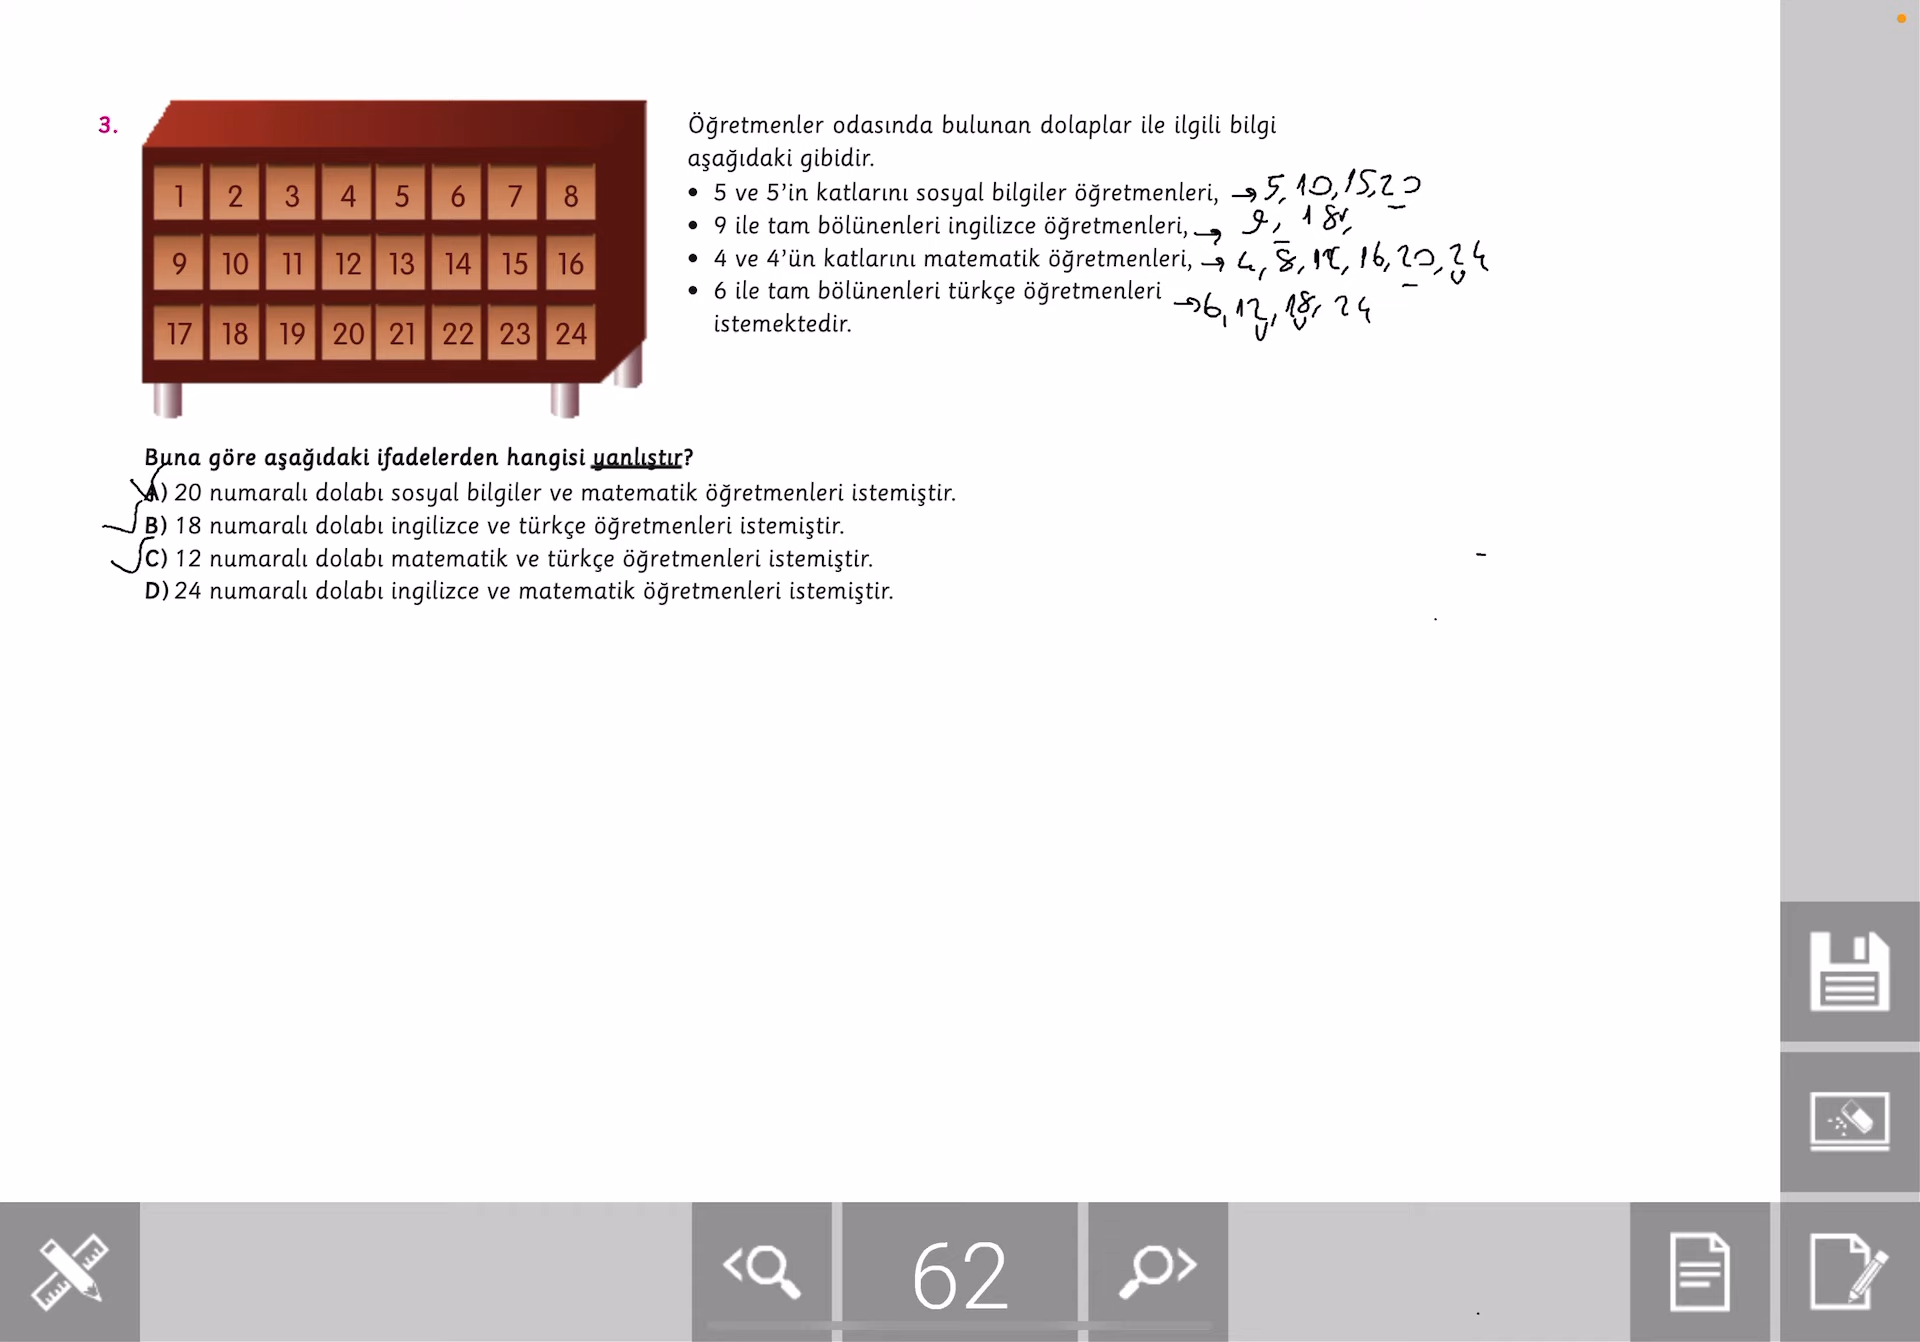 3.
1 2 3 4 5 6 7 8
9 10 11 12 13 14 15 16
17 18 19 20 21 22 23 24
Öğretmenler odasında bulunan dolaplar ile ilgili bilgi
aşağıdaki gibidir.
• 5 ve 5'in katlarını sosyal bilgiler öğretmenleri, → 5, 10, 15, 20
• 9 ile tam bölünenleri ingilizce öğretmenleri, → 9, 18,
• 4 ve 4'ün katlarını matematik öğretmenleri, → 4, 8, 12, 16, 20, 24
• 6 ile tam bölünenleri türkçe öğretmenleri → 6, 12, 18, 24
istemektedir.
Buna göre aşağıdaki ifadelerden hangisi yanlıştır?
A) 20 numaralı dolabı sosyal bilgiler ve matematik öğretmenleri istemiştir.
B) 18 numaralı dolabı ingilizce ve türkçe öğretmenleri istemiştir.
C) 12 numaralı dolabı matematik ve türkçe öğretmenleri istemiştir.
D) 24 numaralı dolabı ingilizce ve matematik öğretmenleri istemiştir.
62